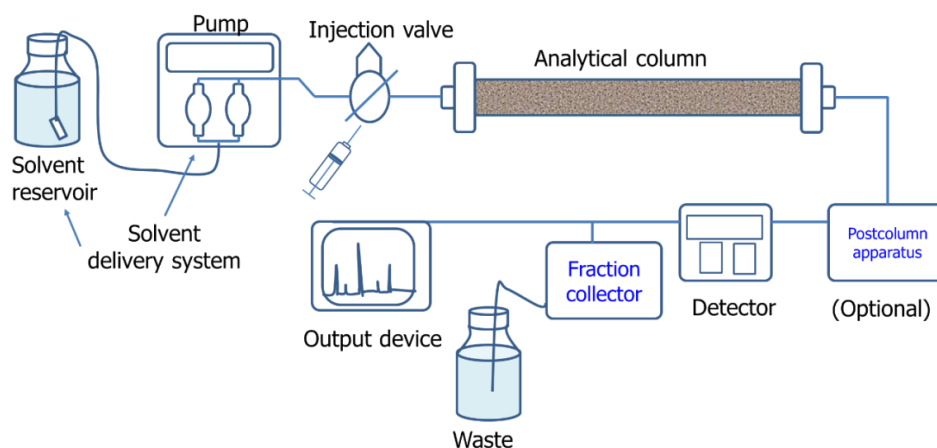 Pump
Injection valve
Analytical column
Solvent
reservoir
Solvent
delivery system
Postcolumn
apparatus
Fraction
collector
Output device
Detector
(Optional)
Waste